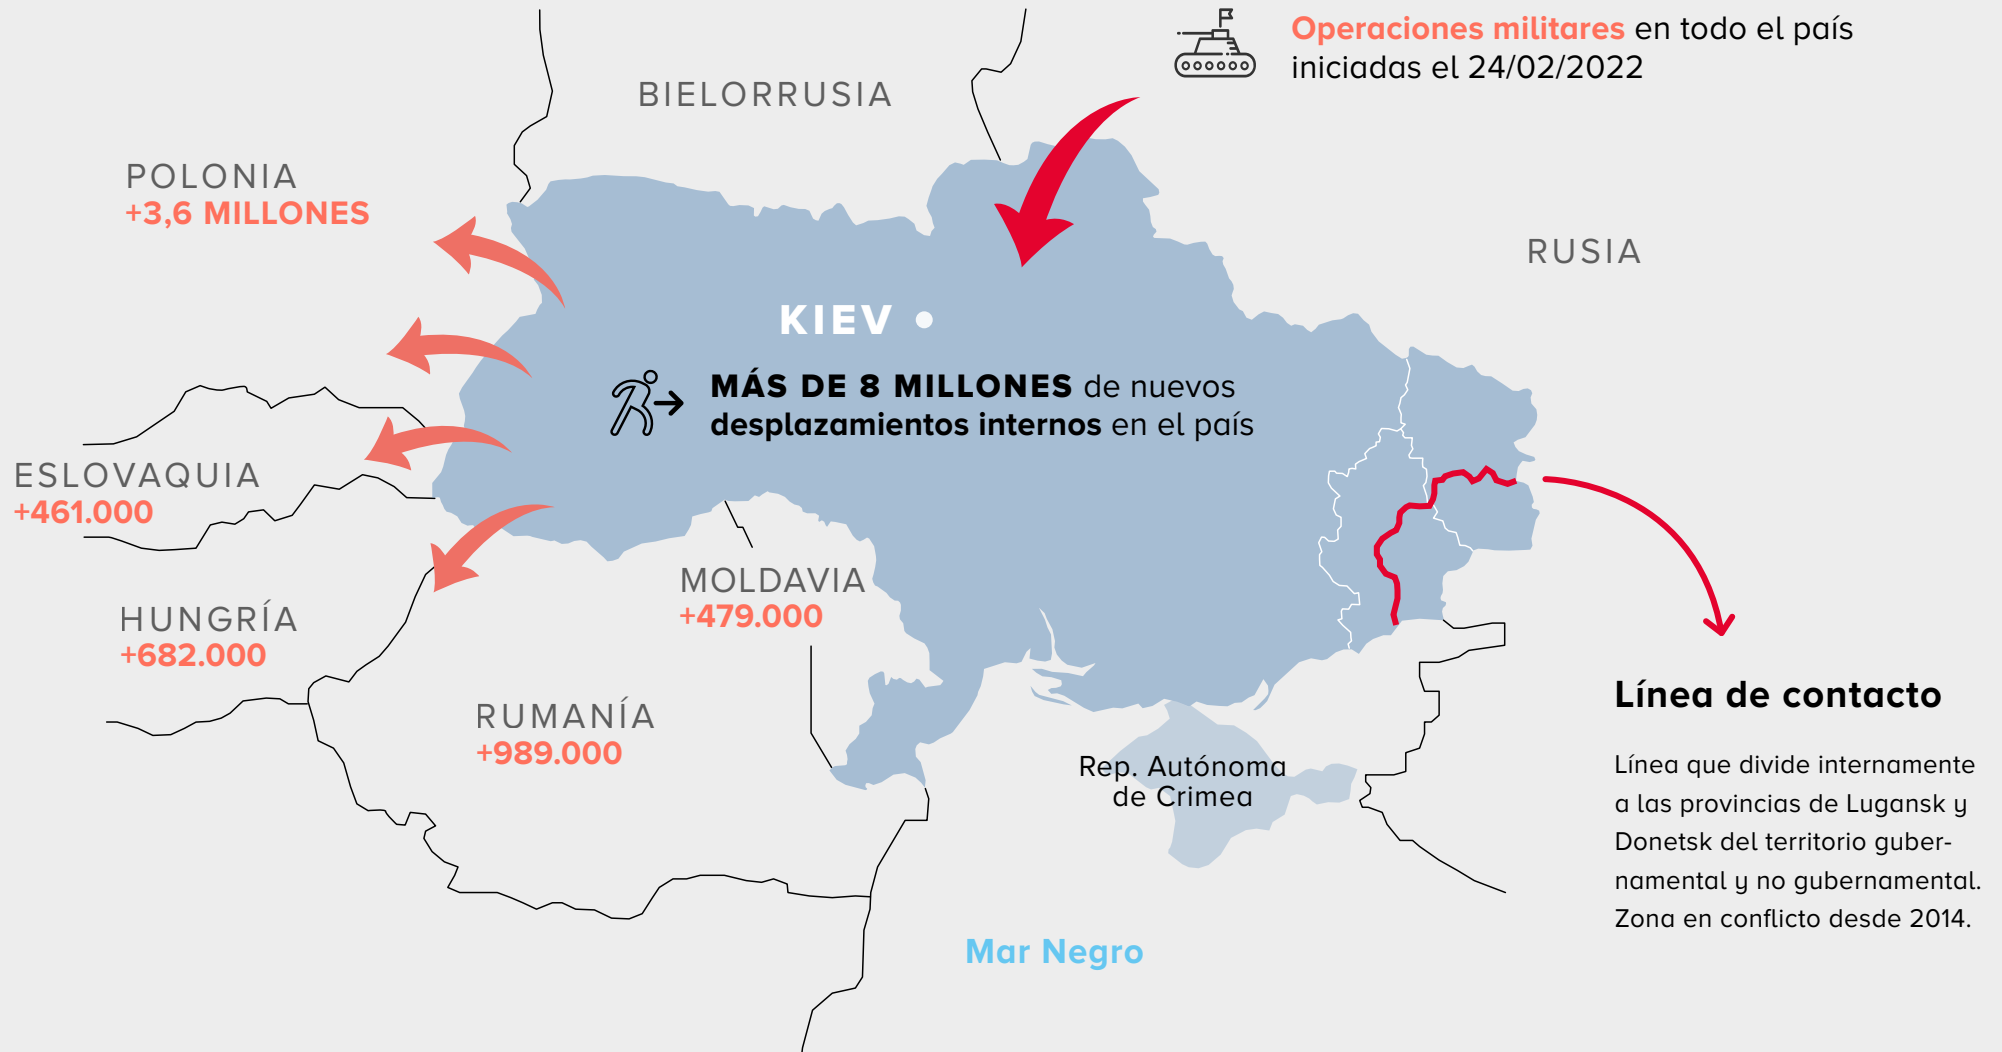 Operaciones militares en todo el país
iniciadas el 24/02/2022
BIELORRUSIA
POLONIA
+3,6 MILLONES
RUSIA
KIEV
MÁS DE 8 MILLONES de nuevos
desplazamientos internos en el país
ESLOVAQUIA
+461.000
MOLDAVIA
+479.000
HUNGRÍA
+682.000
RUMANÍA
+989.000
Rep. Autónoma
de Crimea
Línea de contacto
Línea que divide internamente
a las provincias de Lugansk y
Donetsk del territorio guber-
namental y no gubernamental.
Zona en conflicto desde 2014.
Mar Negro